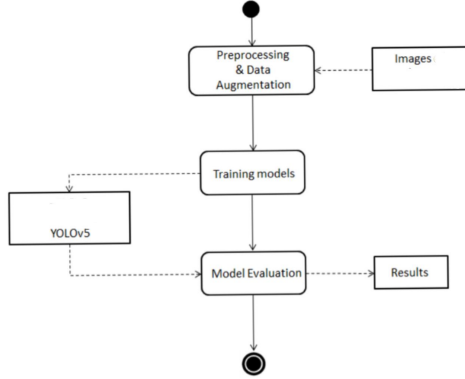 Preprocessing
& Data
Augmentation
Images
Training models
YOLOv5
Model Evaluation
Results